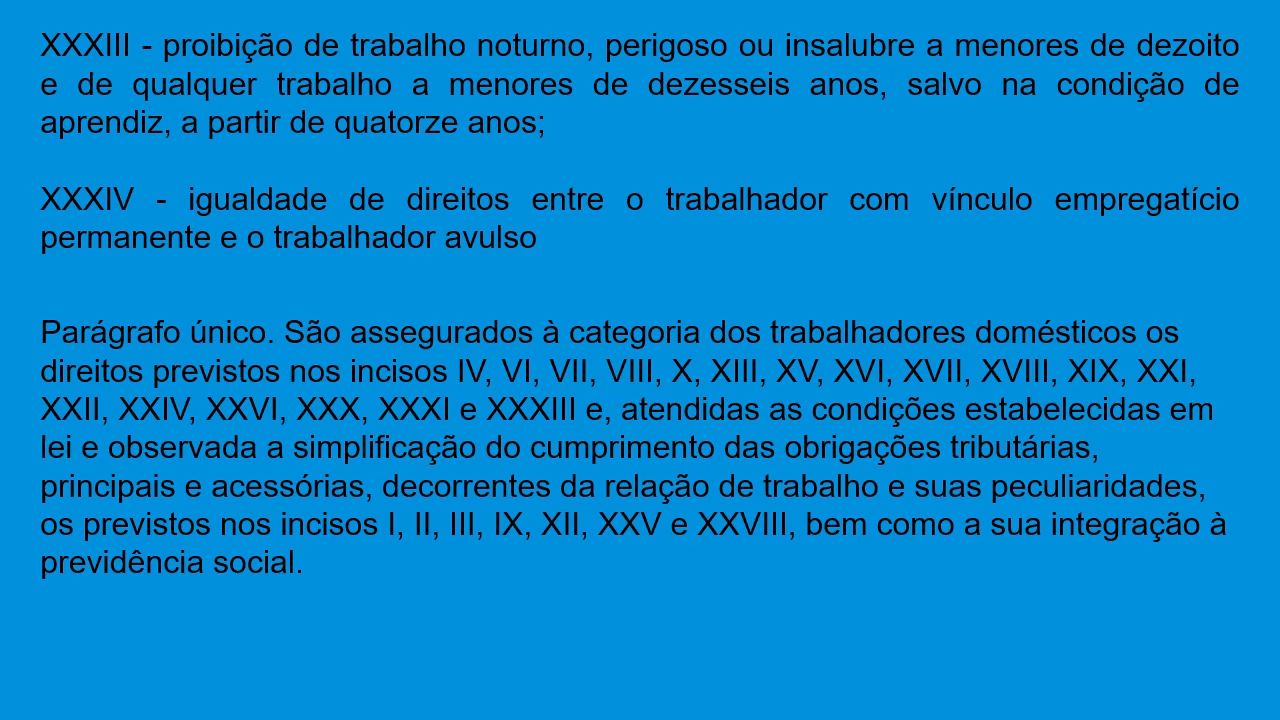 XXXIII - proibição de trabalho noturno, perigoso ou insalubre a menores de dezoito
e de qualquer trabalho a menores de dezesseis anos, salvo na condição de
aprendiz, a partir de quatorze anos;
XXXIV - igualdade de direitos entre o trabalhador com vínculo empregatício
permanente e o trabalhador avulso
Parágrafo único. São assegurados à categoria dos trabalhadores domésticos os
direitos previstos nos incisos IV, VI, VII, VIII, X, XIII, XV, XVI, XVII, XVIII, XIX, XXI,
XXII, XXIV, XXVI, XXX, XXXI e XXXIII e, atendidas as condições estabelecidas em
lei e observada a simplificação do cumprimento das obrigações tributárias,
principais e acessórias, decorrentes da relação de trabalho e suas peculiaridades,
os previstos nos incisos I, II, III, IX, XII, XXV e XXVIII, bem como a sua integração à
previdência social.